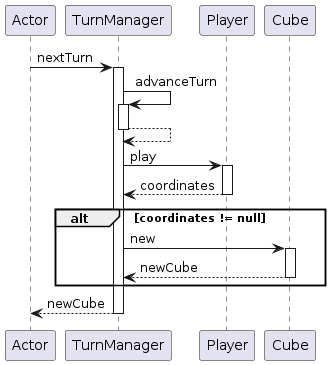 Actor TurnManager Player Cube
nextTurn
advanceTurn
play
coordinates
alt [coordinates != null]
new
newCube
newCube
Actor TurnManager Player Cube